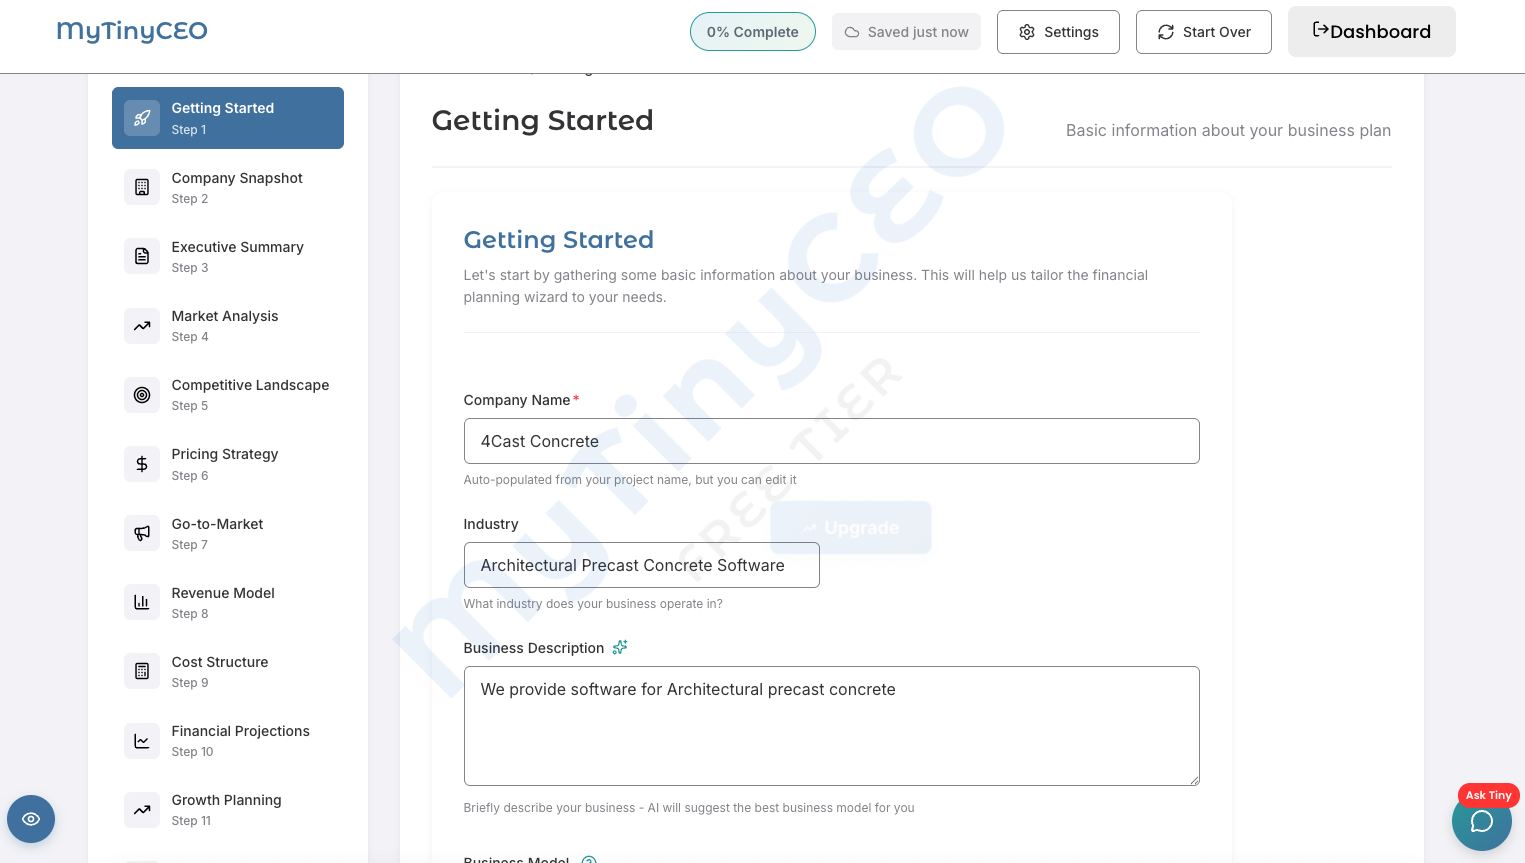 MyTinyCEO
0% Complete
Saved just now
Settings
Start Over
Dashboard
Getting Started
Step 1
Company Snapshot
Step 2
Executive Summary
Step 3
Market Analysis
Step 4
Competitive Landscape
Step 5
Pricing Strategy
Step 6
Go-to-Market
Step 7
Revenue Model
Step 8
Cost Structure
Step 9
Financial Projections
Step 10
Growth Planning
Step 11
Getting Started
Basic information about your business plan
Getting Started
Let's start by gathering some basic information about your business. This will help us tailor the financial
planning wizard to your needs.
Company Name*
4Cast Concrete
Auto-populated from your project name, but you can edit it
Industry
Architectural Precast Concrete Software
What industry does your business operate in?
Business Description
We provide software for Architectural precast concrete
Briefly describe your business - AI will suggest the best business model for you
Business Model
myTinyCEO
FREE TIER
Upgrade
Ask Tiny